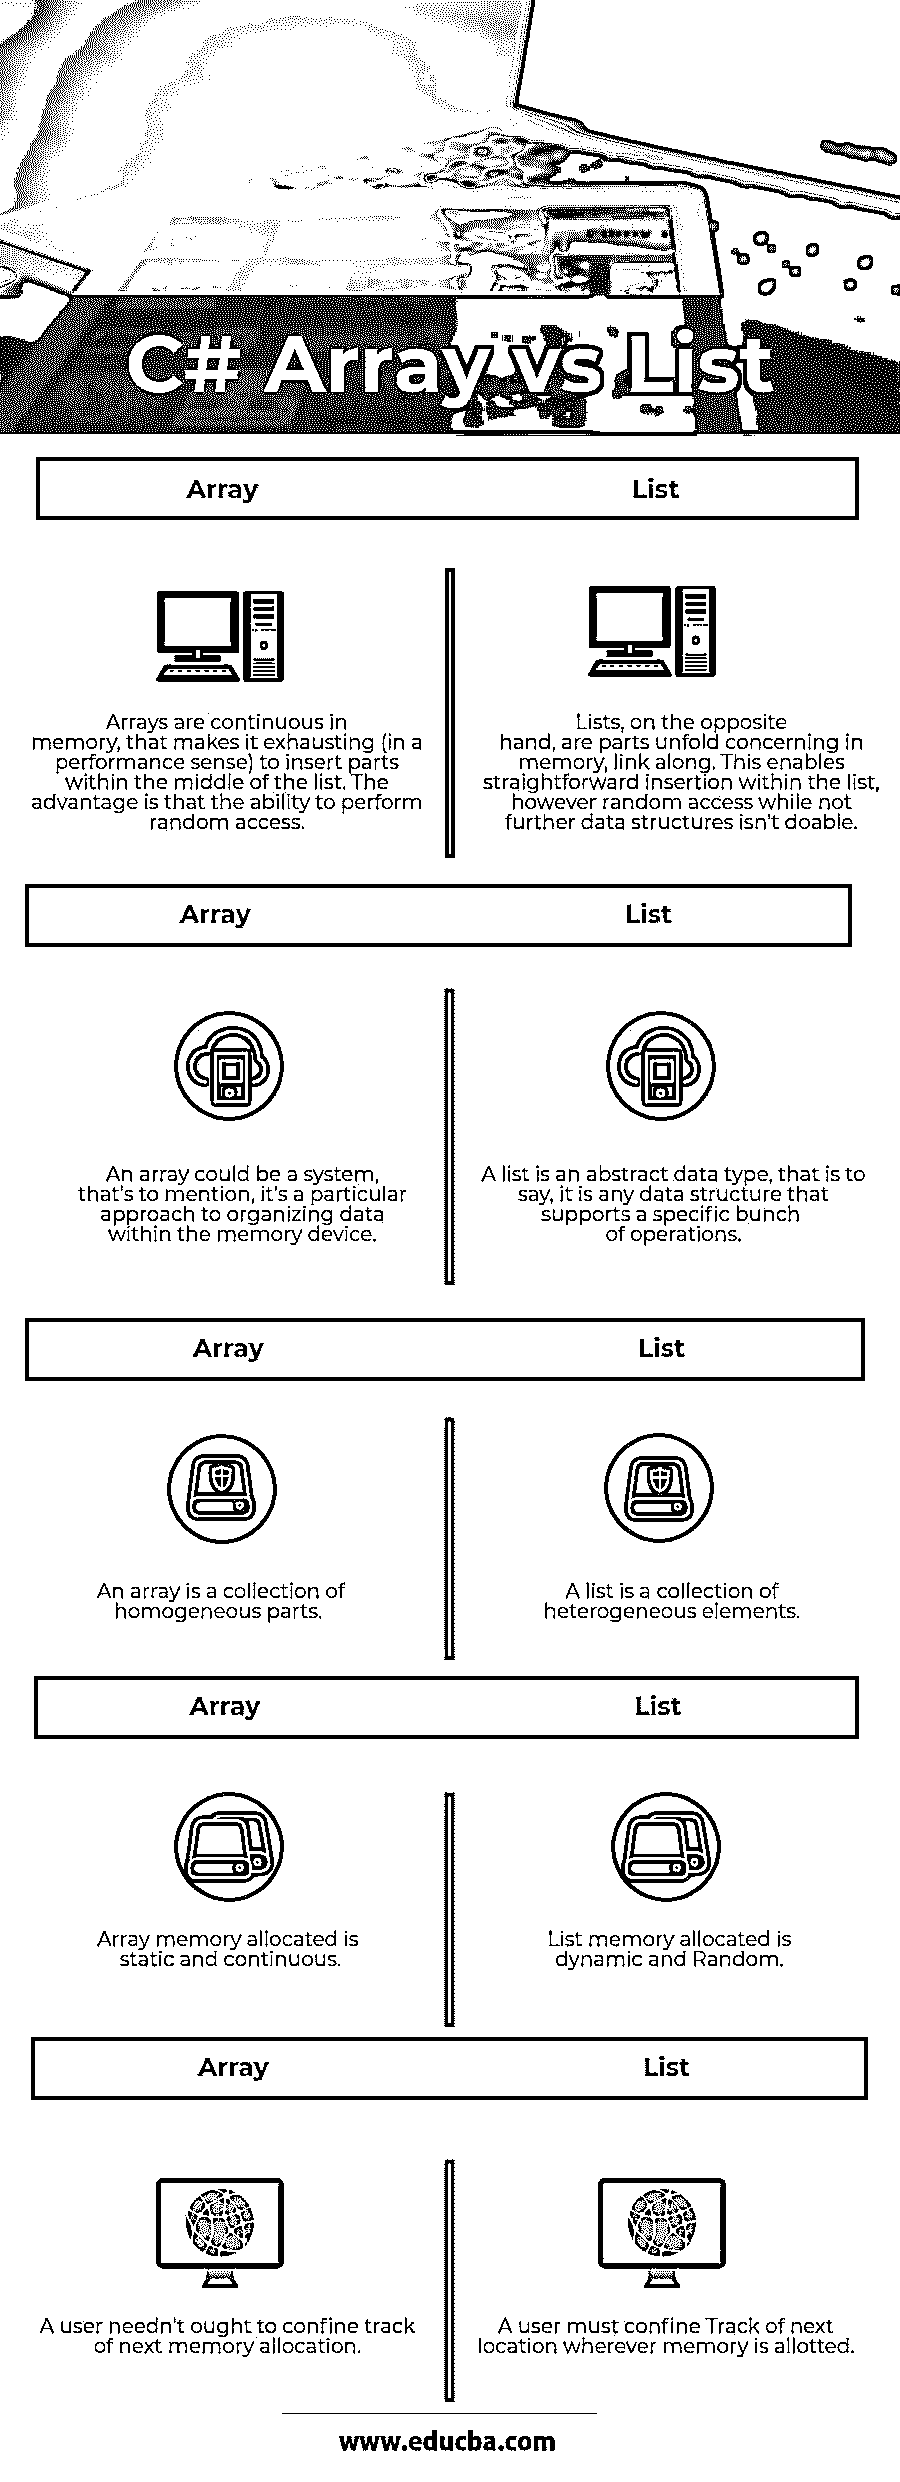 C# Array vs List
Array List
Arrays are continuous in
memory, that makes it exhausting (in a
performance sense) to insert parts
within the middle of the list. The
advantage is that the ability to perform
random access.
Lists, on the opposite
hand, are parts unfold concerning in
memory, link along. This enables
straightforward insertion within the list,
however random access while not
further data structures isn't doable.
Array List
An array could be a system,
that's to mention, it's a particular
approach to organizing data
within the memory device.
A list is an abstract data type, that is to
say, it is any data structure that
supports a specific bunch
of operations.
Array List
An array is a collection of
homogeneous parts.
A list is a collection of
heterogeneous elements.
Array List
Array memory allocated is
static and continuous.
List memory allocated is
dynamic and Random.
Array List
A user needn't ought to confine track
of next memory allocation.
A user must confine Track of next
location wherever memory is allotted.
www.educba.com